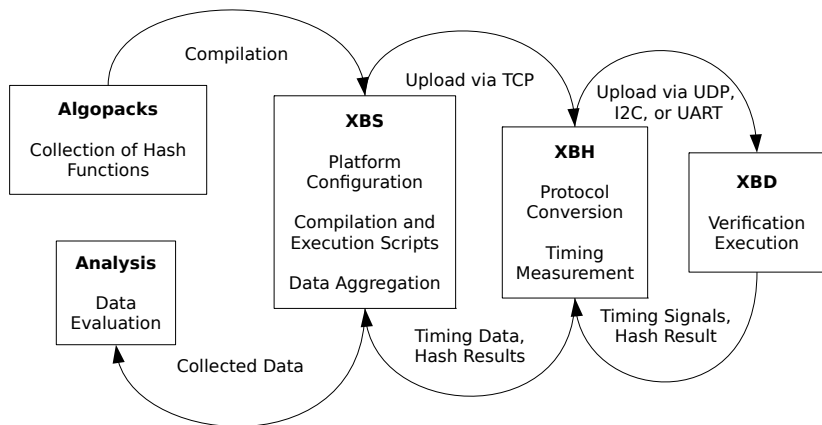 Compilation
Upload via TCP
Upload via UDP,
I2C, or UART
Algopacks
Collection of Hash
Functions
XBS
Platform
Configuration
Compilation and
Execution Scripts
Data Aggregation
XBH
Protocol
Conversion
Timing
Measurement
XBD
Verification
Execution
Analysis
Data
Evaluation
Collected Data
Timing Data,
Hash Results
Timing Signals,
Hash Result